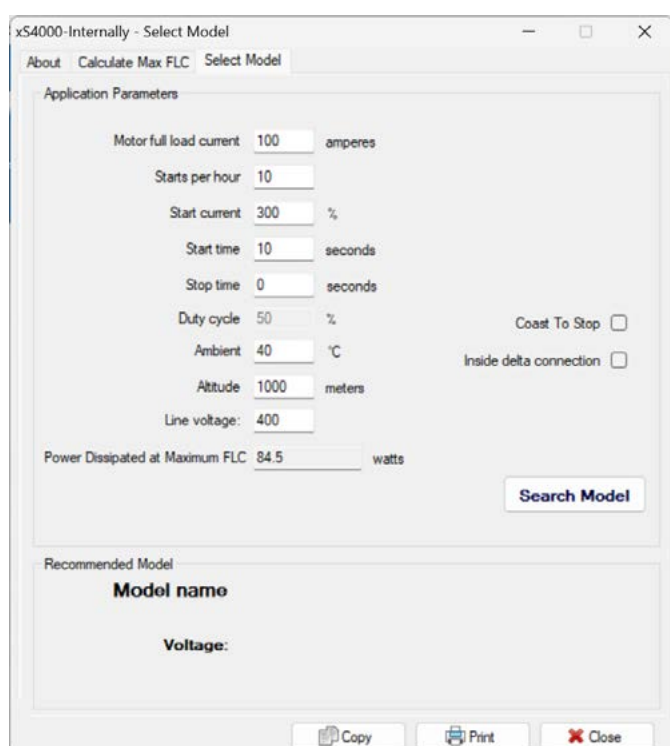 xS4000-Internally - Select Model
About Calculate Max FLC Select Model
Application Parameters
Motor full load current 100 amperes
Starts per hour 10
Start current 300 %
Start time 10 seconds
Stop time 0 seconds
Duty cycle 50 % Coast To Stop
Ambient 40 °C Inside delta connection
Altitude 1000 meters
Line voltage: 400
Power Dissipated at Maximum FLC 84.5 watts
Search Model
Recommended Model
Model name
Voltage:
Copy Print Close